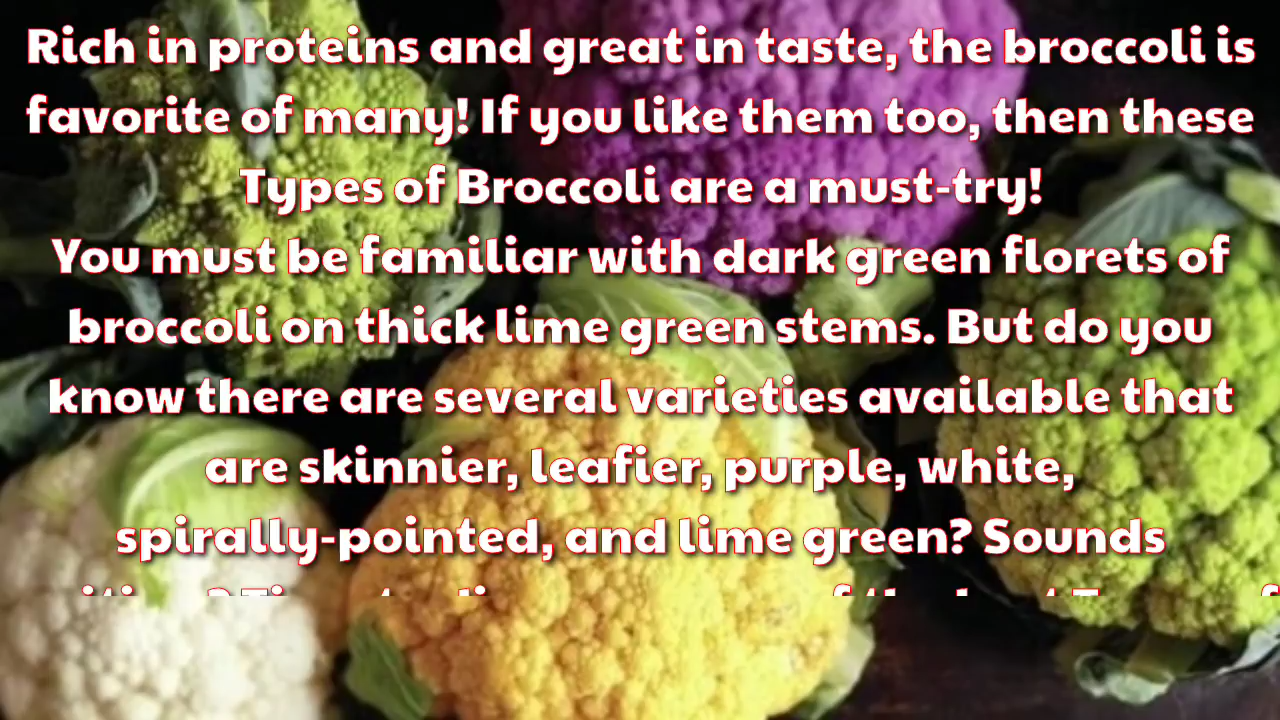 Rich in proteins and great in taste, the broccoli is
favorite of many! If you like them too, then these
Types of Broccoli are a must-try!
You must be familiar with dark green florets of
broccoli on thick lime green stems. But do you
know there are several varieties available that
are skinnier, leafier, purple, white,
spirally-pointed, and lime green? Sounds